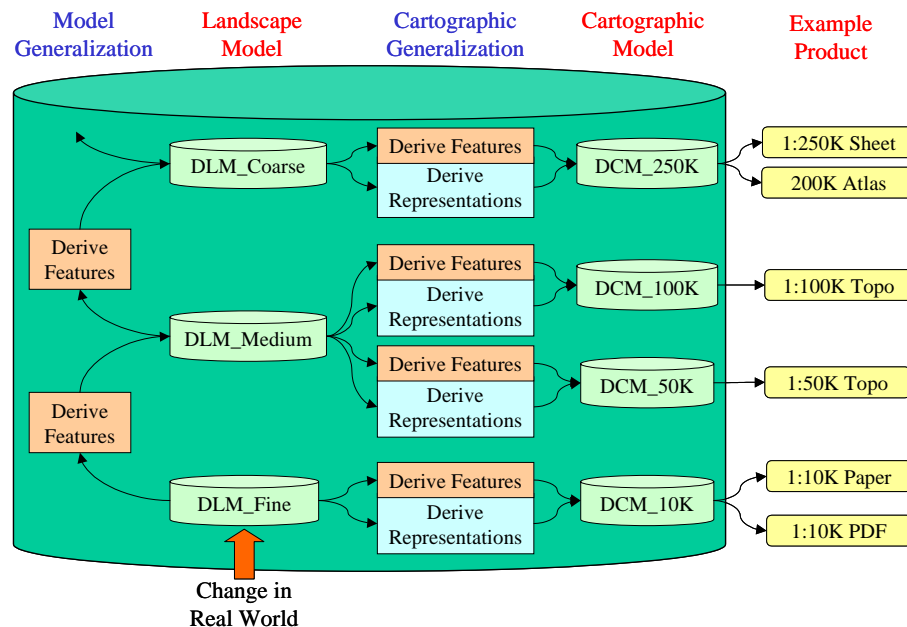 Model
Generalization
Landscape
Model
Cartographic
Generalization
Cartographic
Model
Example
Product
DLM_Coarse
Derive Features
Derive
Representations
DCM_250K
1:250K Sheet
200K Atlas
Derive
Features
DLM_Medium
Derive Features
Derive
Representations
DCM_100K
1:100K Topo
Derive Features
Derive
Representations
DCM_50K
1:50K Topo
Derive
Features
DLM_Fine
Derive Features
Derive
Representations
DCM_10K
1:10K Paper
1:10K PDF
Change in
Real World